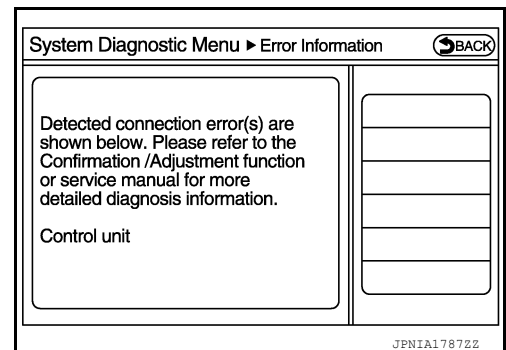 System Diagnostic Menu ▶ Error Information
BACK
Detected connection error(s) are
shown below. Please refer to the
Confirmation /Adjustment function
or service manual for more
detailed diagnosis information.
Control unit
JPNIA1787ZZ